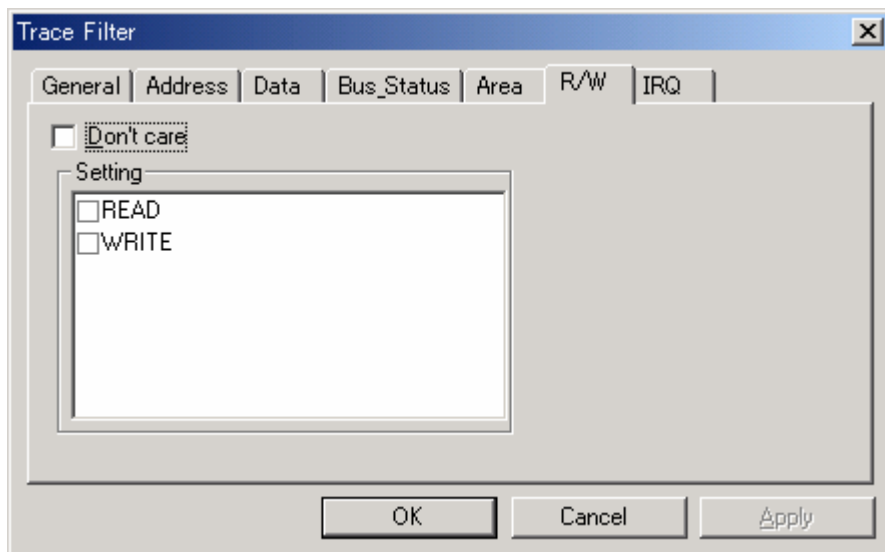 Trace Filter
General Address Data Bus_Status Area R/W IRQ
Don't care
Setting
READ
WRITE
OK Cancel Apply